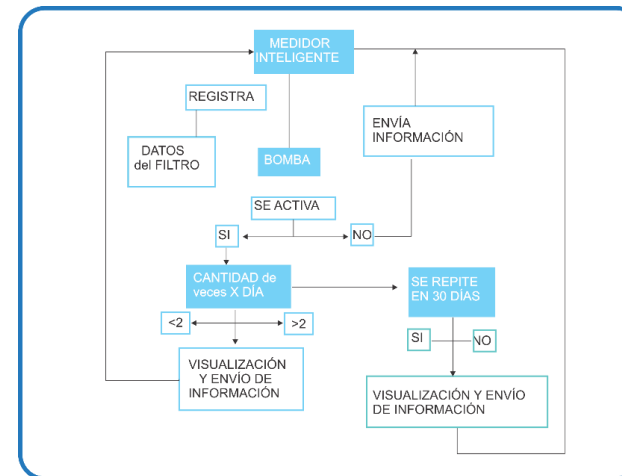 MEDIDOR
INTELIGENTE
REGISTRA
DATOS
del FILTRO
BOMBA
ENVÍA
INFORMACIÓN
SE ACTIVA
SI
NO
CANTIDAD de
veces X DÍA
SE REPITE
EN 30 DÍAS
<2
>2
SI
NO
VISUALIZACIÓN
Y ENVÍO DE
INFORMACIÓN
VISUALIZACIÓN Y ENVÍO
DE INFORMACIÓN